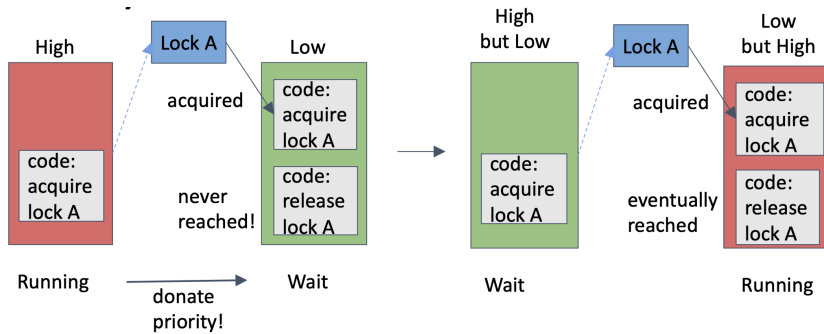 High
Lock A
Low
acquired
code:
acquire
lock A
code:
acquire
lock A
never
reached!
code:
release
lock A
Running
donate
priority!
Wait
High
but Low
Lock A
Low
but High
acquired
code:
acquire
lock A
code:
acquire
lock A
eventually
reached
code:
release
lock A
Wait
Running